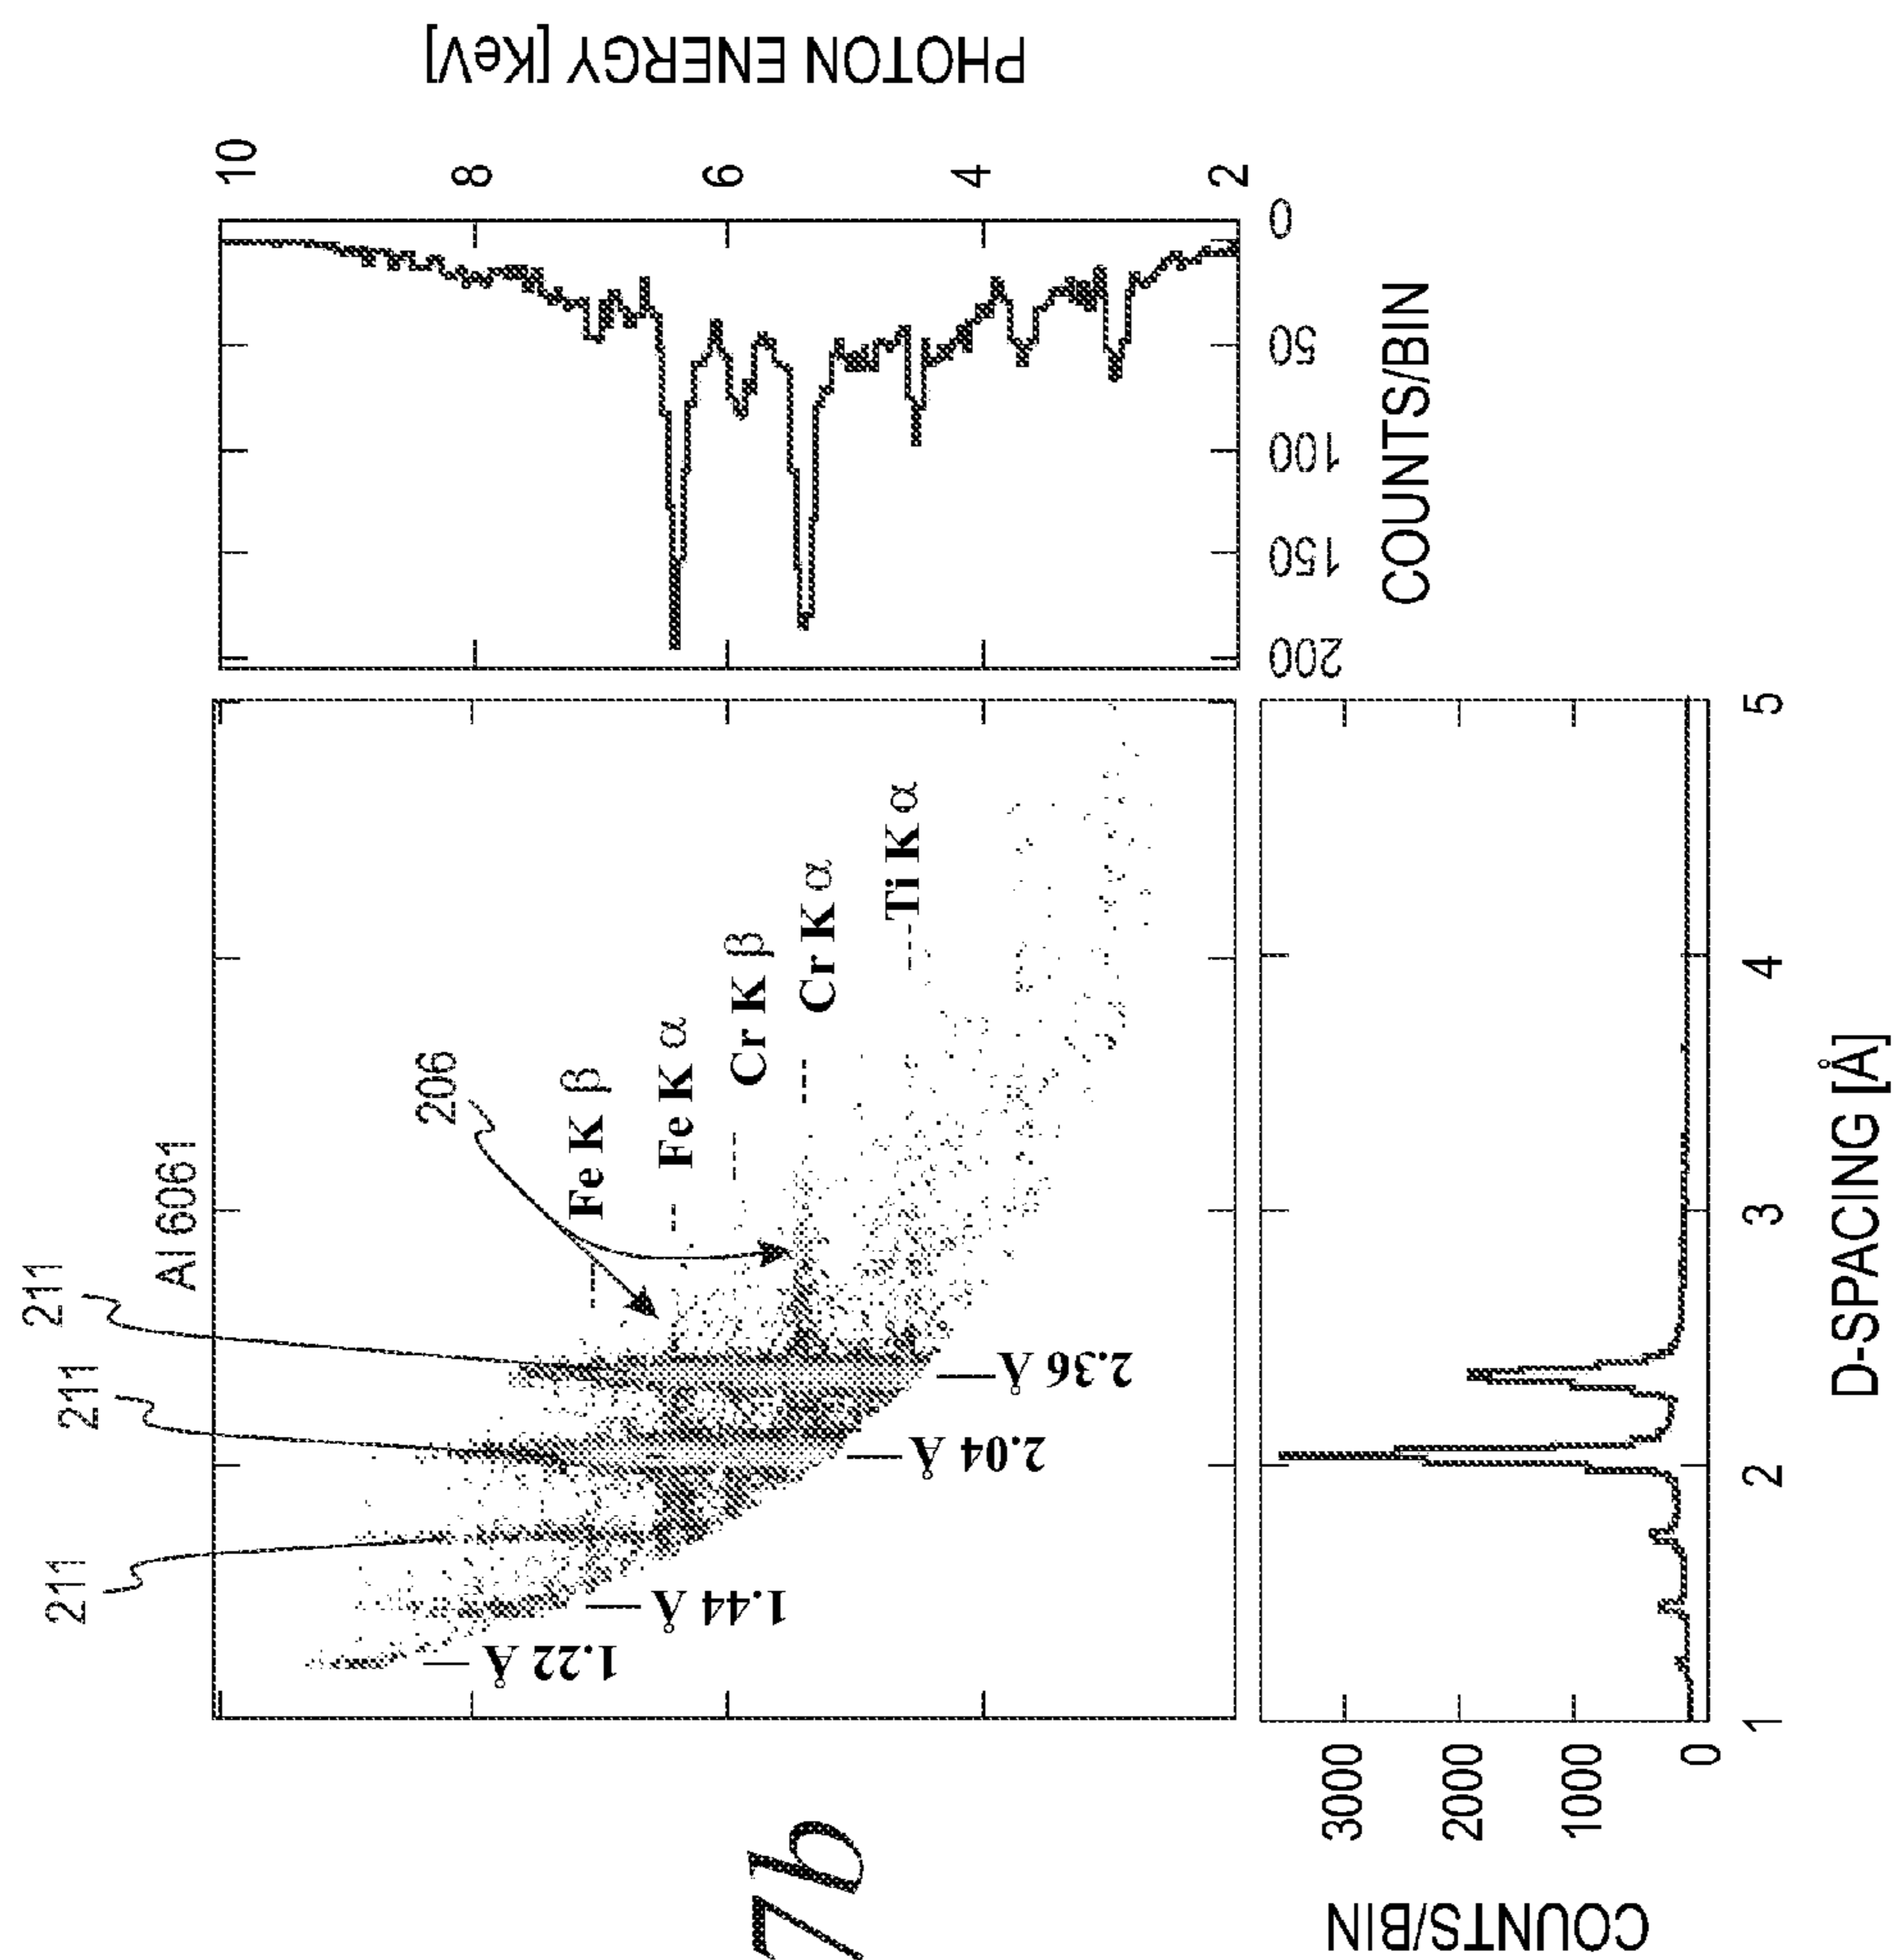 7b
211
211
211
Al 6061
206
Fe K β
Fe K α
Cr K β
Cr K α
Ti K α
1.22 Å
1.44 Å
2.04 Å
2.36 Å
10
8
6
4
2
PHOTON ENERGY [KeV]
200
150
100
50
0
COUNTS/BIN
3000
2000
1000
0
COUNTS/BIN
1
2
3
4
5
D-SPACING [Å]